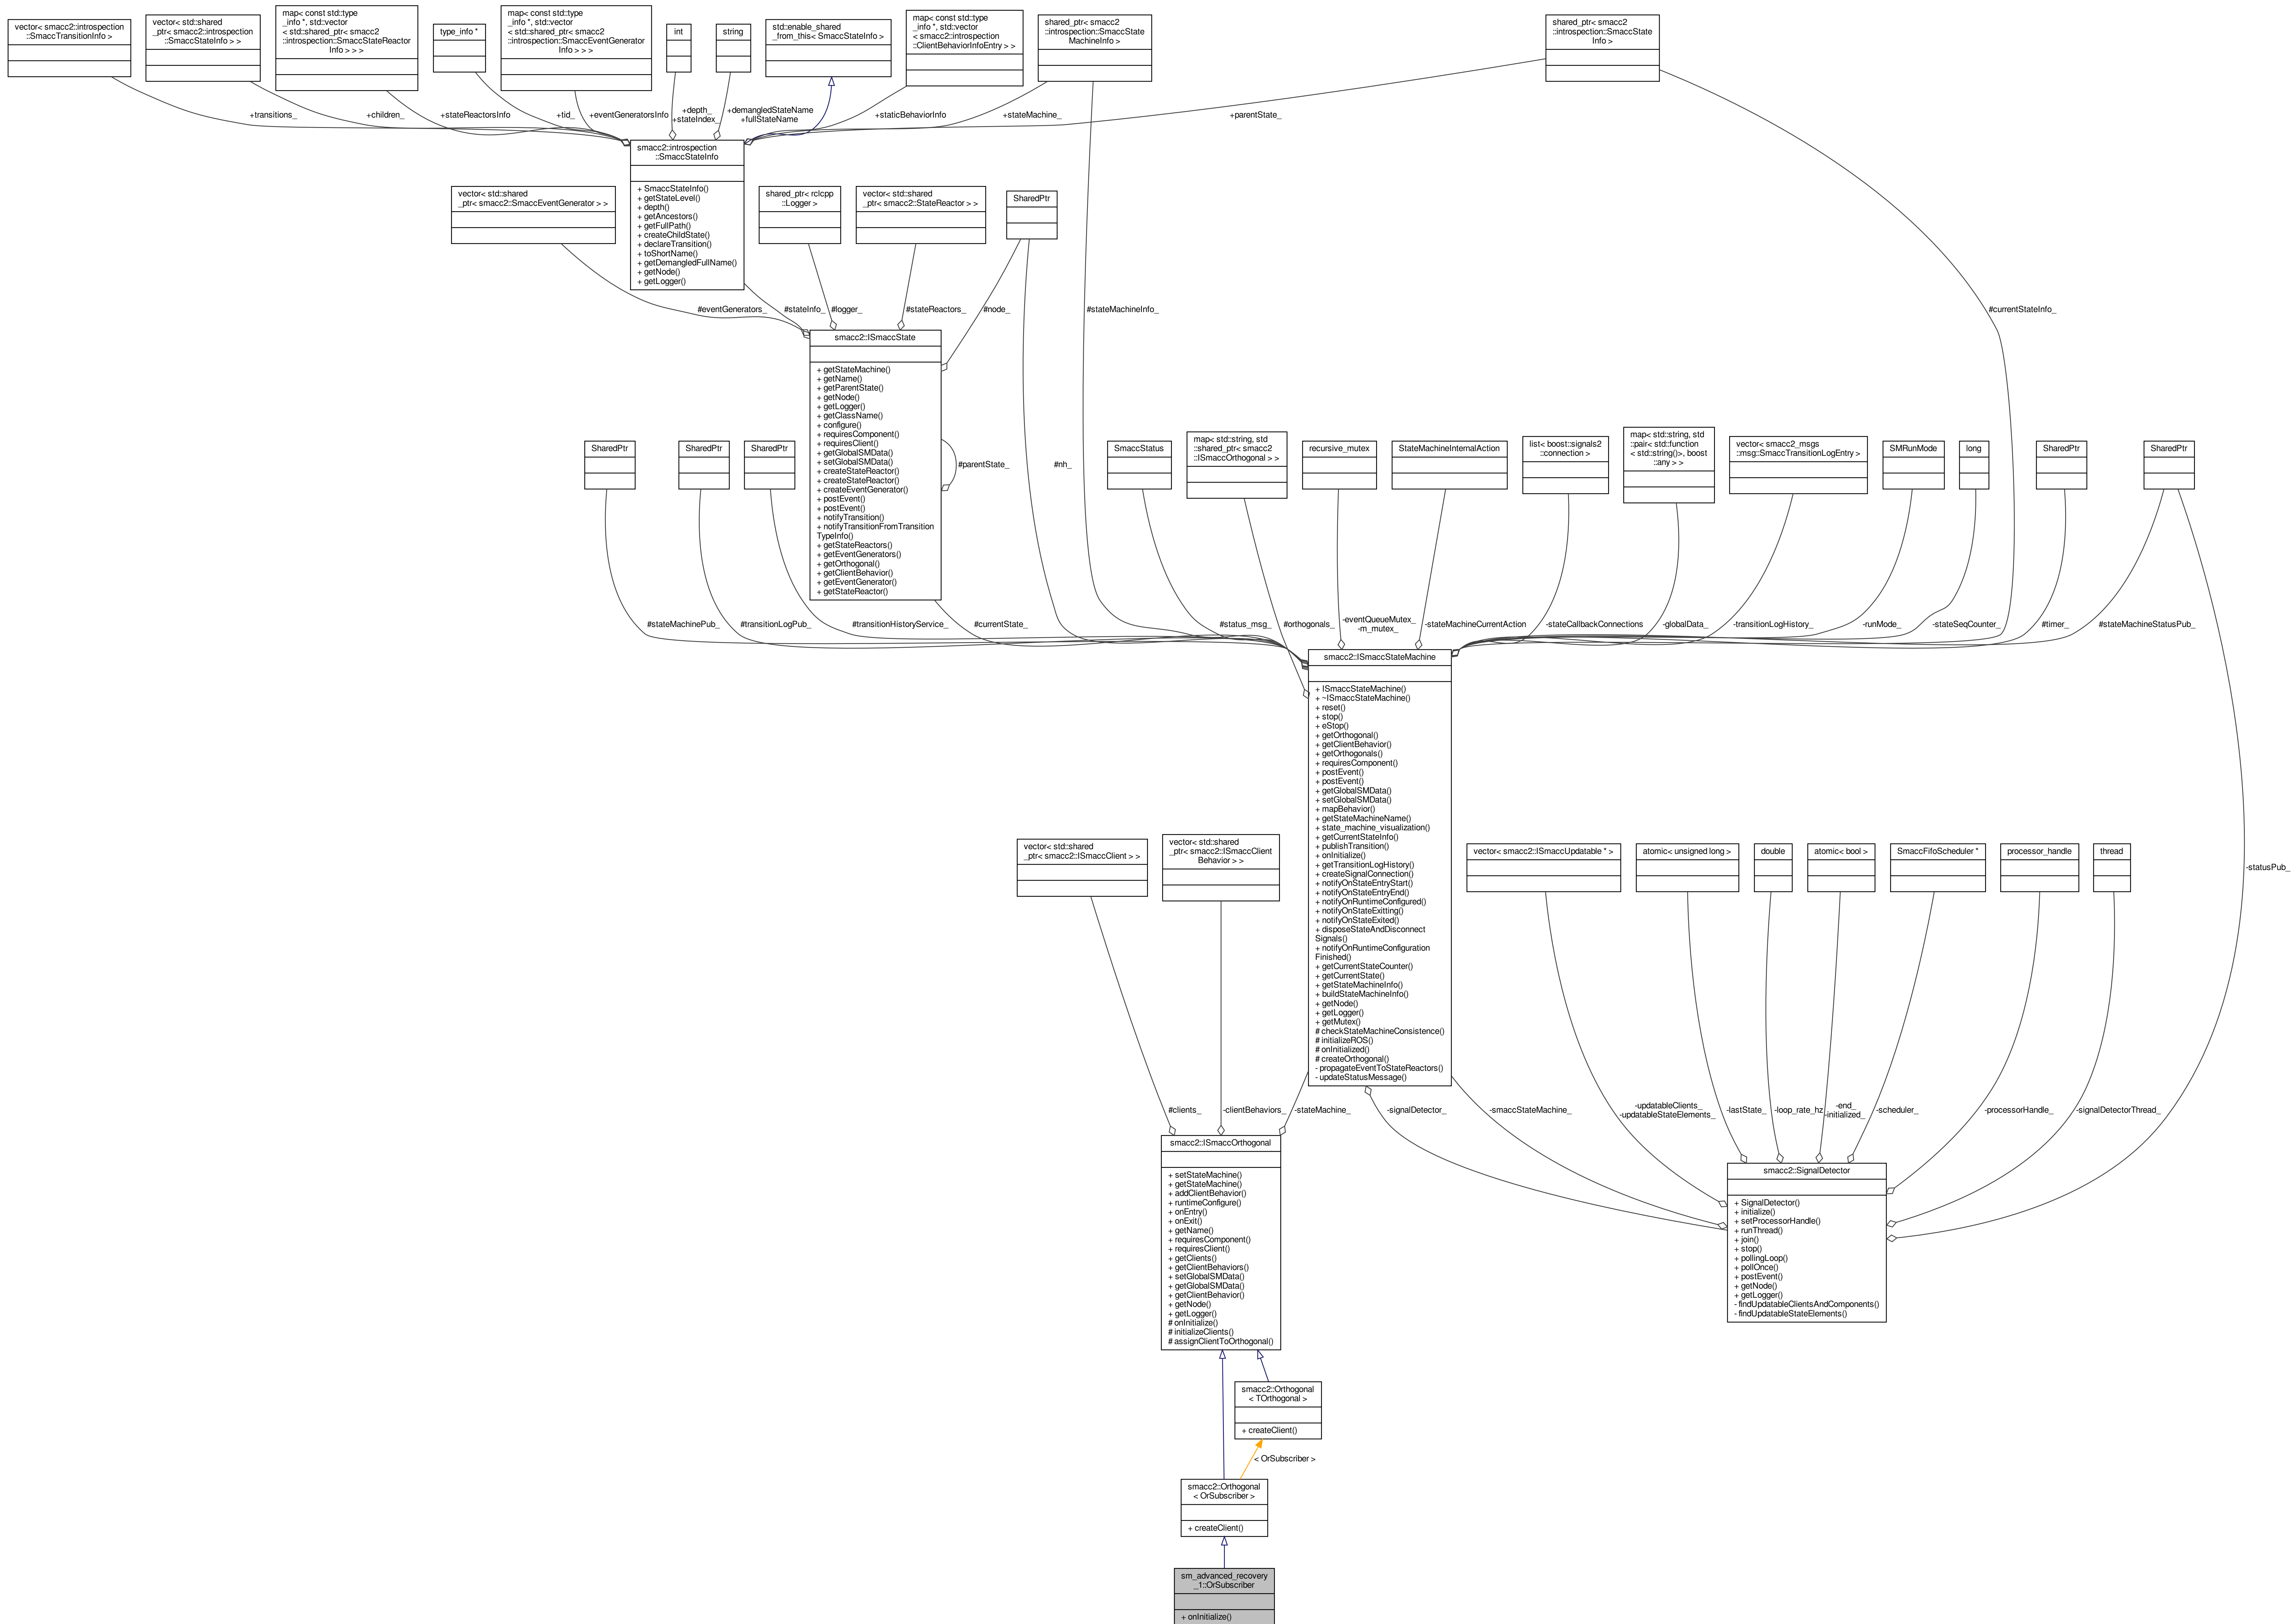 vector< smacc2::introspection
::SmaccTransitionInfo >
vector< std::shared
_ptr< smacc2::introspection
::SmaccStateInfo > >
map< const std::type
_info *, std::vector
< std::shared_ptr< smacc2
::introspection::SmaccStateReactor
Info > > >
type_info *
map< const std::type
_info *, std::vector
< std::shared_ptr< smacc2
::introspection::SmaccEventGenerator
Info > > >
int
string
std::enable_shared
_from_this< SmaccStateInfo >
map< const std::type
_info *, std::vector
< smacc2::introspection
::ClientBehaviorInfoEntry > >
shared_ptr< smacc2
::introspection::SmaccState
MachineInfo >
shared_ptr< smacc2
::introspection::SmaccState
Info >
+transitions_
+children_
+stateReactorsInfo
+tid_
+eventGeneratorsInfo
+depth_
+stateIndex_
+demangledStateName
+fullStateName
+staticBehaviorInfo
+stateMachine_
+parentState_
smacc2::introspection
::SmaccStateInfo
+ SmaccStateInfo()
+ getStateLevel()
+ depth()
+ getAncestors()
+ getFullPath()
+ createChildState()
+ declareTransition()
+ toShortName()
+ getDemangledFullName()
+ getNode()
+ getLogger()
vector< std::shared
_ptr< smacc2::SmaccEventGenerator > >
shared_ptr< rclcpp
::Logger >
vector< std::shared
_ptr< smacc2::StateReactor > >
SharedPtr
#eventGenerators_
#stateInfo_
#logger_
#stateReactors_
#node_
#stateMachineInfo_
#currentStateInfo_
smacc2::ISmaccState
+ getStateMachine()
+ getName()
+ getParentState()
+ getNode()
+ getLogger()
+ getClassName()
+ configure()
+ requiresComponent()
+ requiresClient()
+ getGlobalSMData()
+ setGlobalSMData()
+ createStateReactor()
+ createStateReactor()
+ createEventGenerator()
+ postEvent()
+ postEvent()
+ notifyTransition()
+ notifyTransitionFromTransition
TypeInfo()
+ getStateReactors()
+ getEventGenerators()
+ getOrthogonal()
+ getClientBehavior()
+ getEventGenerator()
+ getStateReactor()
#parentState_
#nh_
SharedPtr
SharedPtr
SharedPtr
SmaccStatus
map< std::string, std
::shared_ptr< smacc2
::ISmaccOrthogonal > >
recursive_mutex
StateMachineInternalAction
list< boost::signals2
::connection >
map< std::string, std
::pair< std::function
< std::string()>, boost
::any > >
vector< smacc2_msgs
::msg::SmaccTransitionLogEntry >
SMRunMode
long
SharedPtr
SharedPtr
#stateMachinePub_
#transitionLogPub_
#transitionHistoryService_
#currentState_
#status_msg_
#orthogonals_
-eventQueueMutex_
-m_mutex_
-stateMachineCurrentAction
-stateCallbackConnections
-globalData_
-transitionLogHistory_
-runMode_
-stateSeqCounter_
#timer_
#stateMachineStatusPub_
smacc2::ISmaccStateMachine
+ ISmaccStateMachine()
+ ~ISmaccStateMachine()
+ reset()
+ stop()
+ eStop()
+ getOrthogonal()
+ getClientBehavior()
+ getOrthogonals()
+ requiresComponent()
+ postEvent()
+ postEvent()
+ getGlobalSMData()
+ setGlobalSMData()
+ mapBehavior()
+ getStateMachineName()
+ state_machine_visualization()
+ getCurrentStateInfo()
+ publishTransition()
+ onInitialize()
+ getTransitionLogHistory()
+ createSignalConnection()
+ notifyOnStateEntryStart()
+ notifyOnStateEntryEnd()
+ notifyOnRuntimeConfigured()
+ notifyOnStateExitting()
+ notifyOnStateExited()
+ disposeStateAndDisconnect
Signals()
+ notifyOnRuntimeConfiguration
Finished()
+ getCurrentStateCounter()
+ getCurrentState()
+ getStateMachineInfo()
+ buildStateMachineInfo()
+ getNode()
+ getLogger()
+ getMutex()
# checkStateMachineConsistence()
# initializeROS()
# onInitialized()
# createOrthogonal()
- propagateEventToStateReactors()
- updateStatusMessage()
vector< std::shared
_ptr< smacc2::ISmaccClient > >
vector< std::shared
_ptr< smacc2::ISmaccClient
Behavior > >
vector< smacc2::ISmaccUpdatable * >
atomic< unsigned long >
double
atomic< bool >
SmaccFifoScheduler *
processor_handle
thread
-statusPub_
#clients_
-clientBehaviors_
-stateMachine_
-signalDetector_
-smaccStateMachine_
-updatableClients_
-updatableStateElements_
-lastState_
-loop_rate_hz
-end_
-initialized_
-scheduler_
-processorHandle_
-signalDetectorThread_
smacc2::ISmaccOrthogonal
+ setStateMachine()
+ getStateMachine()
+ addClientBehavior()
+ runtimeConfigure()
+ onEntry()
+ onExit()
+ getName()
+ requiresComponent()
+ requiresClient()
+ getClients()
+ getClientBehaviors()
+ setGlobalSMData()
+ getGlobalSMData()
+ getClientBehavior()
+ getNode()
+ getLogger()
# onInitialize()
# initializeClients()
# assignClientToOrthogonal()
smacc2::SignalDetector
+ SignalDetector()
+ initialize()
+ setProcessorHandle()
+ runThread()
+ join()
+ stop()
+ pollingLoop()
+ pollOnce()
+ postEvent()
+ getNode()
+ getLogger()
- findUpdatableClientsAndComponents()
- findUpdatableStateElements()
smacc2::Orthogonal
< TOrthogonal >
+ createClient()
< OrSubscriber >
smacc2::Orthogonal
< OrSubscriber >
+ createClient()
sm_advanced_recovery
_1::OrSubscriber
+ onInitialize()